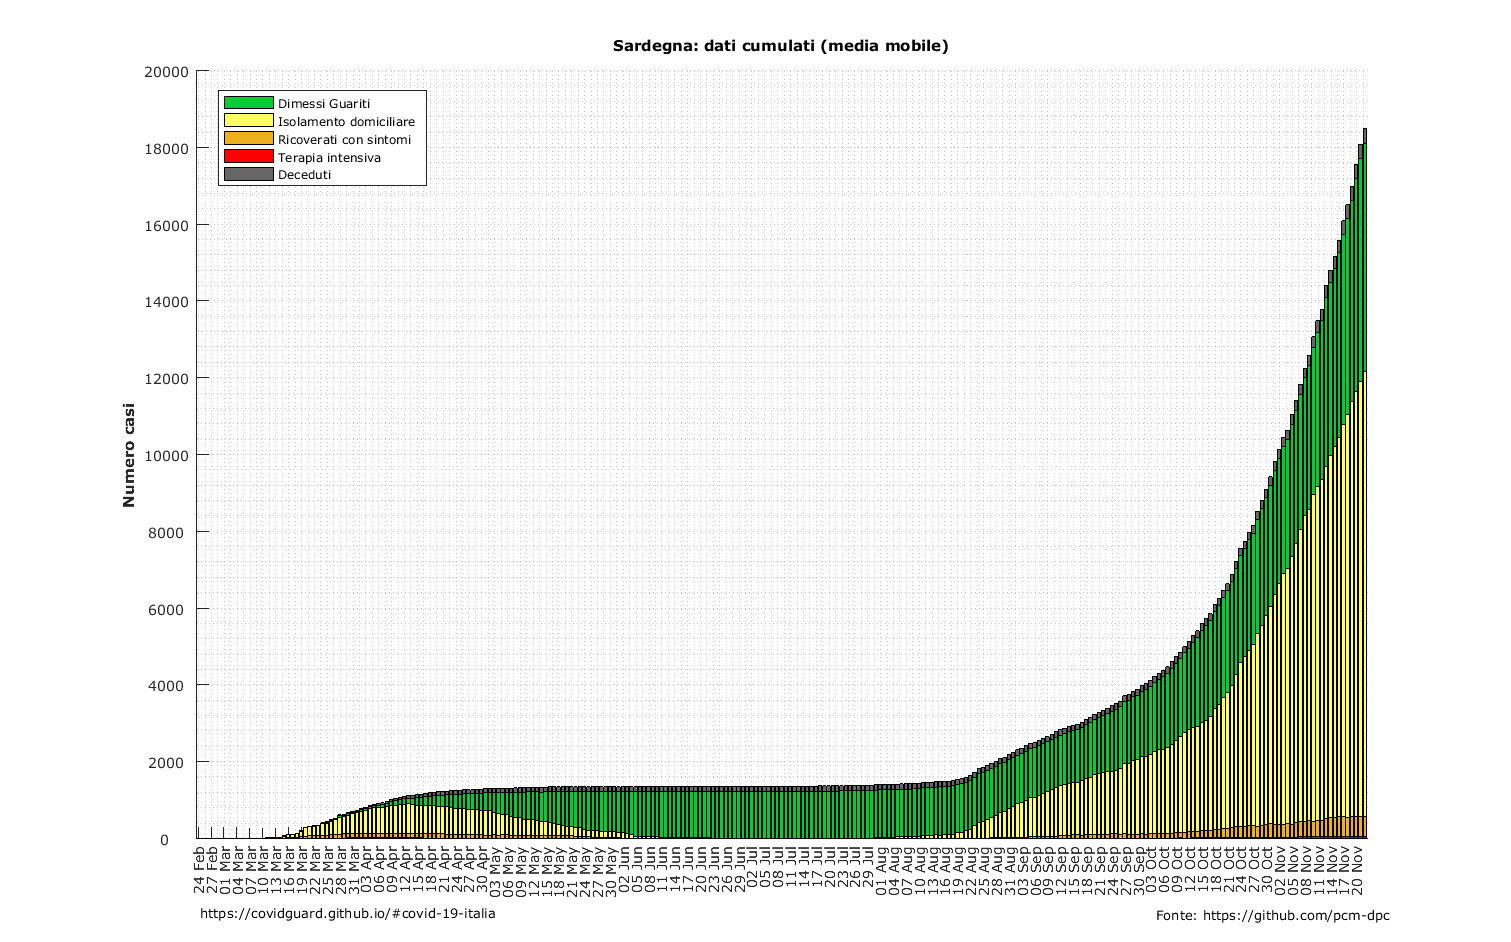 Sardegna: dati cumulati (media mobile)
20000
18000
16000
14000
12000
10000
8000
6000
4000
2000
0
Numero casi
Dimessi Guariti
Isolamento domiciliare
Ricoverati con sintomi
Terapia intensiva
Deceduti
24 Feb
27 Feb
01 Mar
04 Mar
07 Mar
10 Mar
13 Mar
16 Mar
19 Mar
22 Mar
25 Mar
28 Mar
31 Mar
03 Apr
06 Apr
09 Apr
12 Apr
15 Apr
18 Apr
21 Apr
24 Apr
27 Apr
30 Apr
03 May
06 May
09 May
12 May
15 May
18 May
21 May
24 May
27 May
30 May
02 Jun
05 Jun
08 Jun
11 Jun
14 Jun
17 Jun
20 Jun
23 Jun
26 Jun
29 Jun
02 Jul
05 Jul
08 Jul
11 Jul
14 Jul
17 Jul
20 Jul
23 Jul
26 Jul
29 Jul
01 Aug
04 Aug
07 Aug
10 Aug
13 Aug
16 Aug
19 Aug
22 Aug
25 Aug
28 Aug
31 Aug
03 Sep
06 Sep
09 Sep
12 Sep
15 Sep
18 Sep
21 Sep
24 Sep
27 Sep
30 Sep
03 Oct
06 Oct
09 Oct
12 Oct
15 Oct
18 Oct
21 Oct
24 Oct
27 Oct
30 Oct
02 Nov
05 Nov
08 Nov
11 Nov
14 Nov
17 Nov
20 Nov
https://covidguard.github.io/#covid-19-italia
Fonte: https://github.com/pcm-dpc